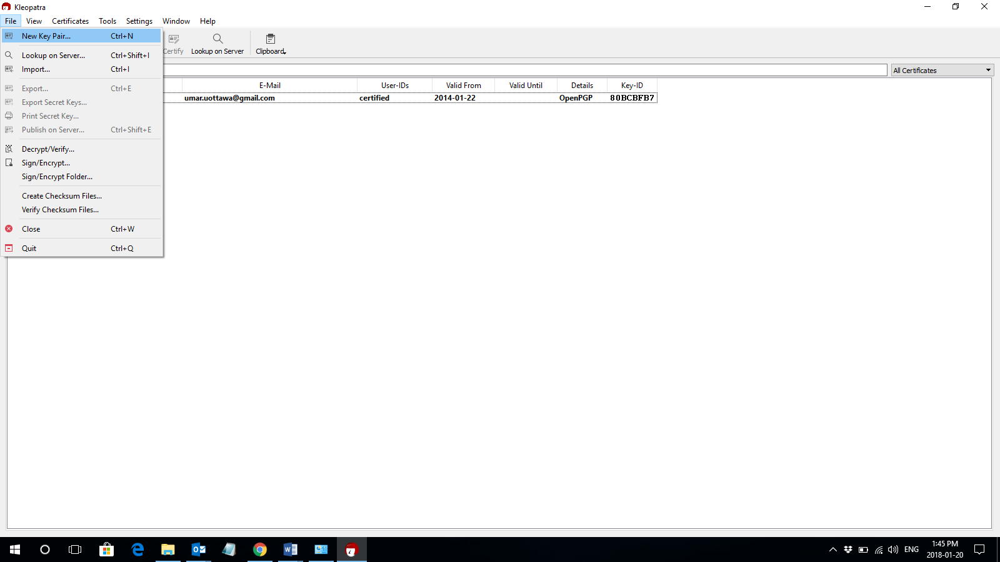 Kleopatra
File View Certificates Tools Settings Window Help
New Key Pair... Ctrl+N
Certify Lookup on Server Clipboard
Lookup on Server... Ctrl+Shift+I
Import... Ctrl+I
All Certificates
E-Mail User-IDs Valid From Valid Until Details Key-ID
Export... Ctrl+E
umar.uottawa@gmail.com certified 2014-01-22 OpenPGP 80BCBFB7
Export Secret Keys...
Print Secret Key...
Publish on Server... Ctrl+Shift+E
Decrypt/Verify...
Sign/Encrypt...
Sign/Encrypt Folder...
Create Checksum Files...
Verify Checksum Files...
Close Ctrl+W
Quit Ctrl+Q
ENG
1:45 PM
2018-01-20